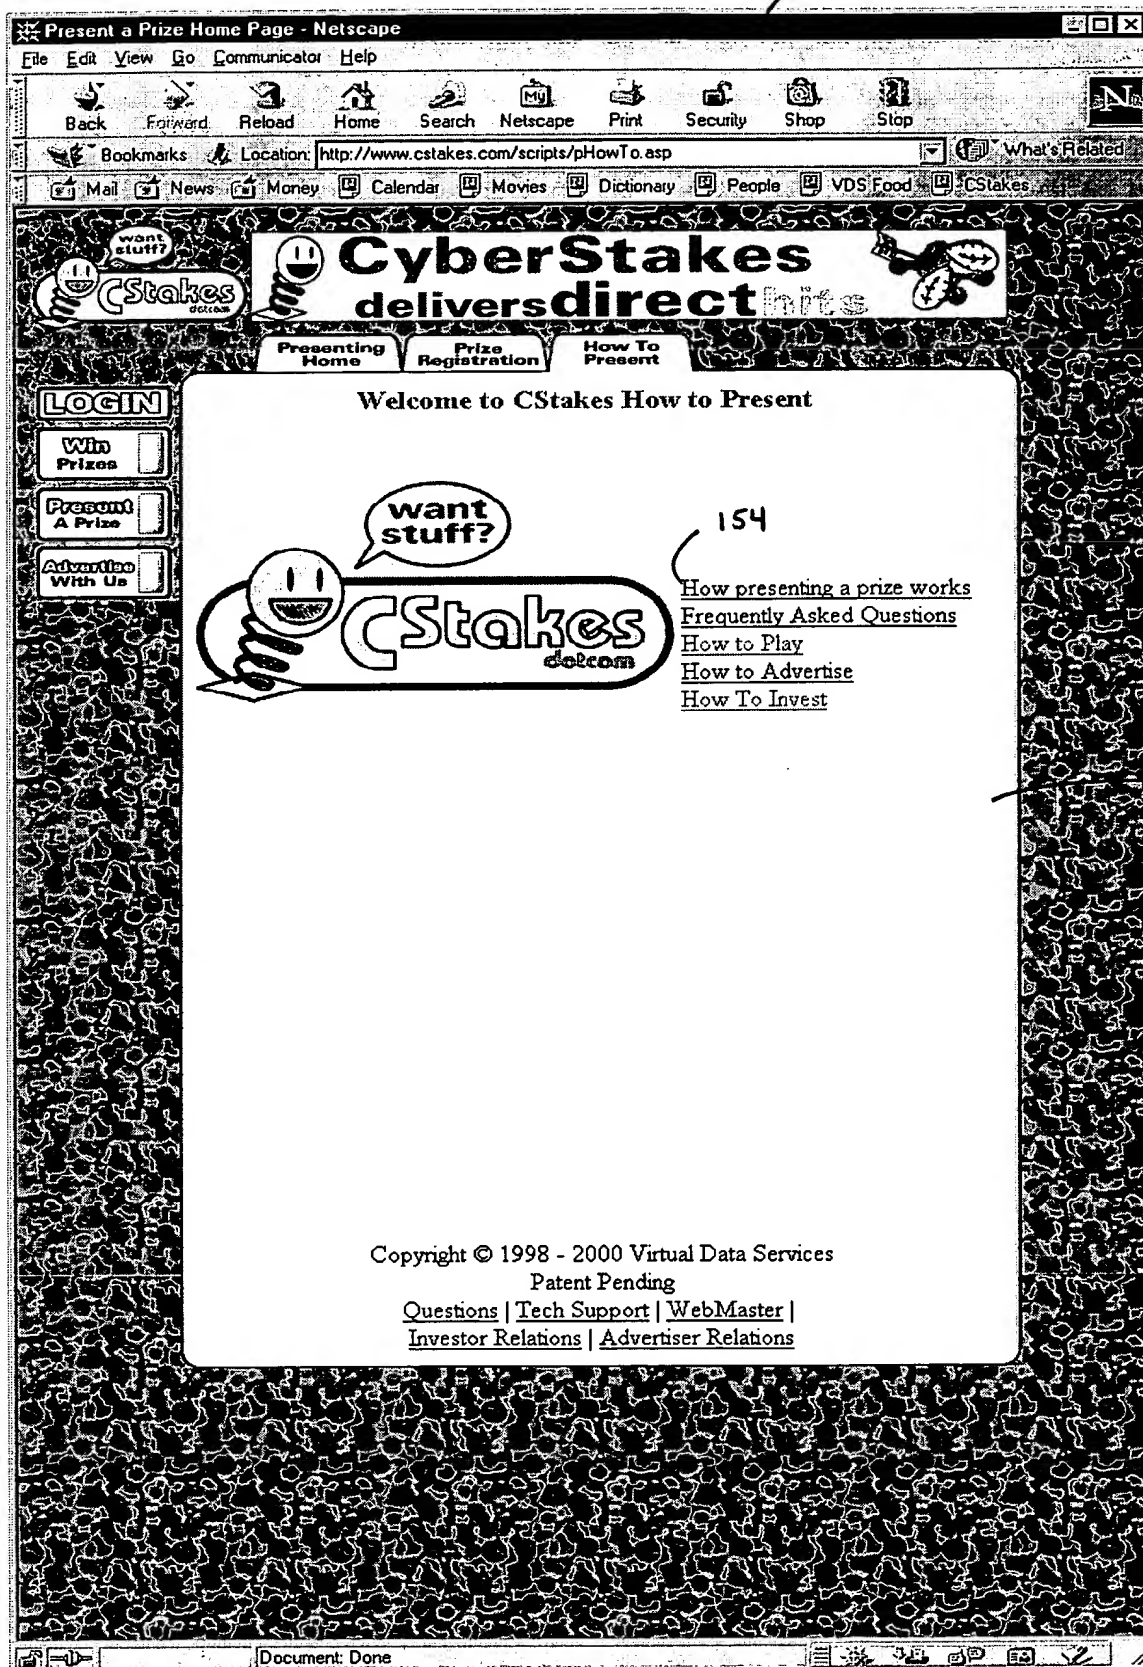 Present a Prize Home Page - Netscape
File Edit View Go Communicator Help
Back Forward Reload Home Search Netscape Print Security Shop Stop
My
N
Bookmarks Location: http://www.cstakes.com/scripts/pHowTo.asp What's Related
Mail News Money Calendar Movies Dictionary People VDS Food CStakes
want
stuff?
CStakes
dotcom
CyberStakes
delivers direct hits
Presenting
Home
Prize
Registration
How To
Present
LOGIN
Win
Prizes
Present
A Prize
Advertise
With Us
Welcome to CStakes How to Present
want
stuff?
CStakes
dotcom
154
How presenting a prize works
Frequently Asked Questions
How to Play
How to Advertise
How To Invest
Copyright © 1998 - 2000 Virtual Data Services
Patent Pending
Questions | Tech Support | WebMaster |
Investor Relations | Advertiser Relations
Document: Done